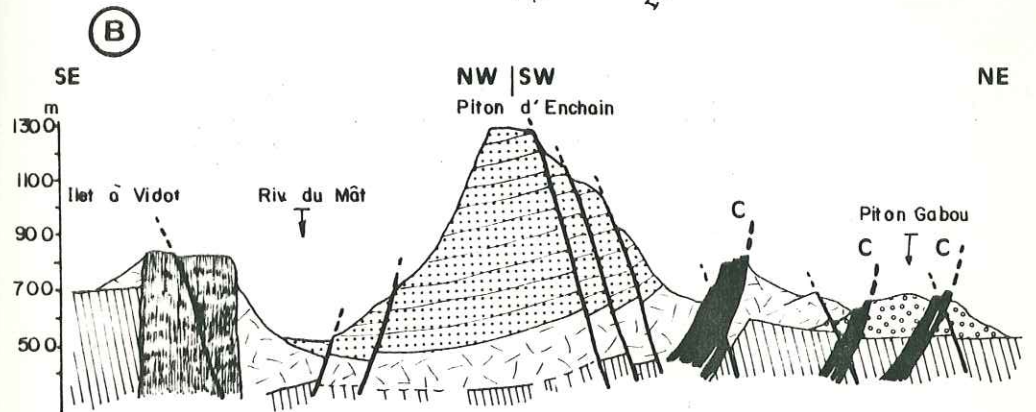 B
SE NW | SW NE
Piton d' Enchain
m
1300
1100
900
700
500
Ilet à Vidot
Riv. du Mât
C
Piton Gabou
C C